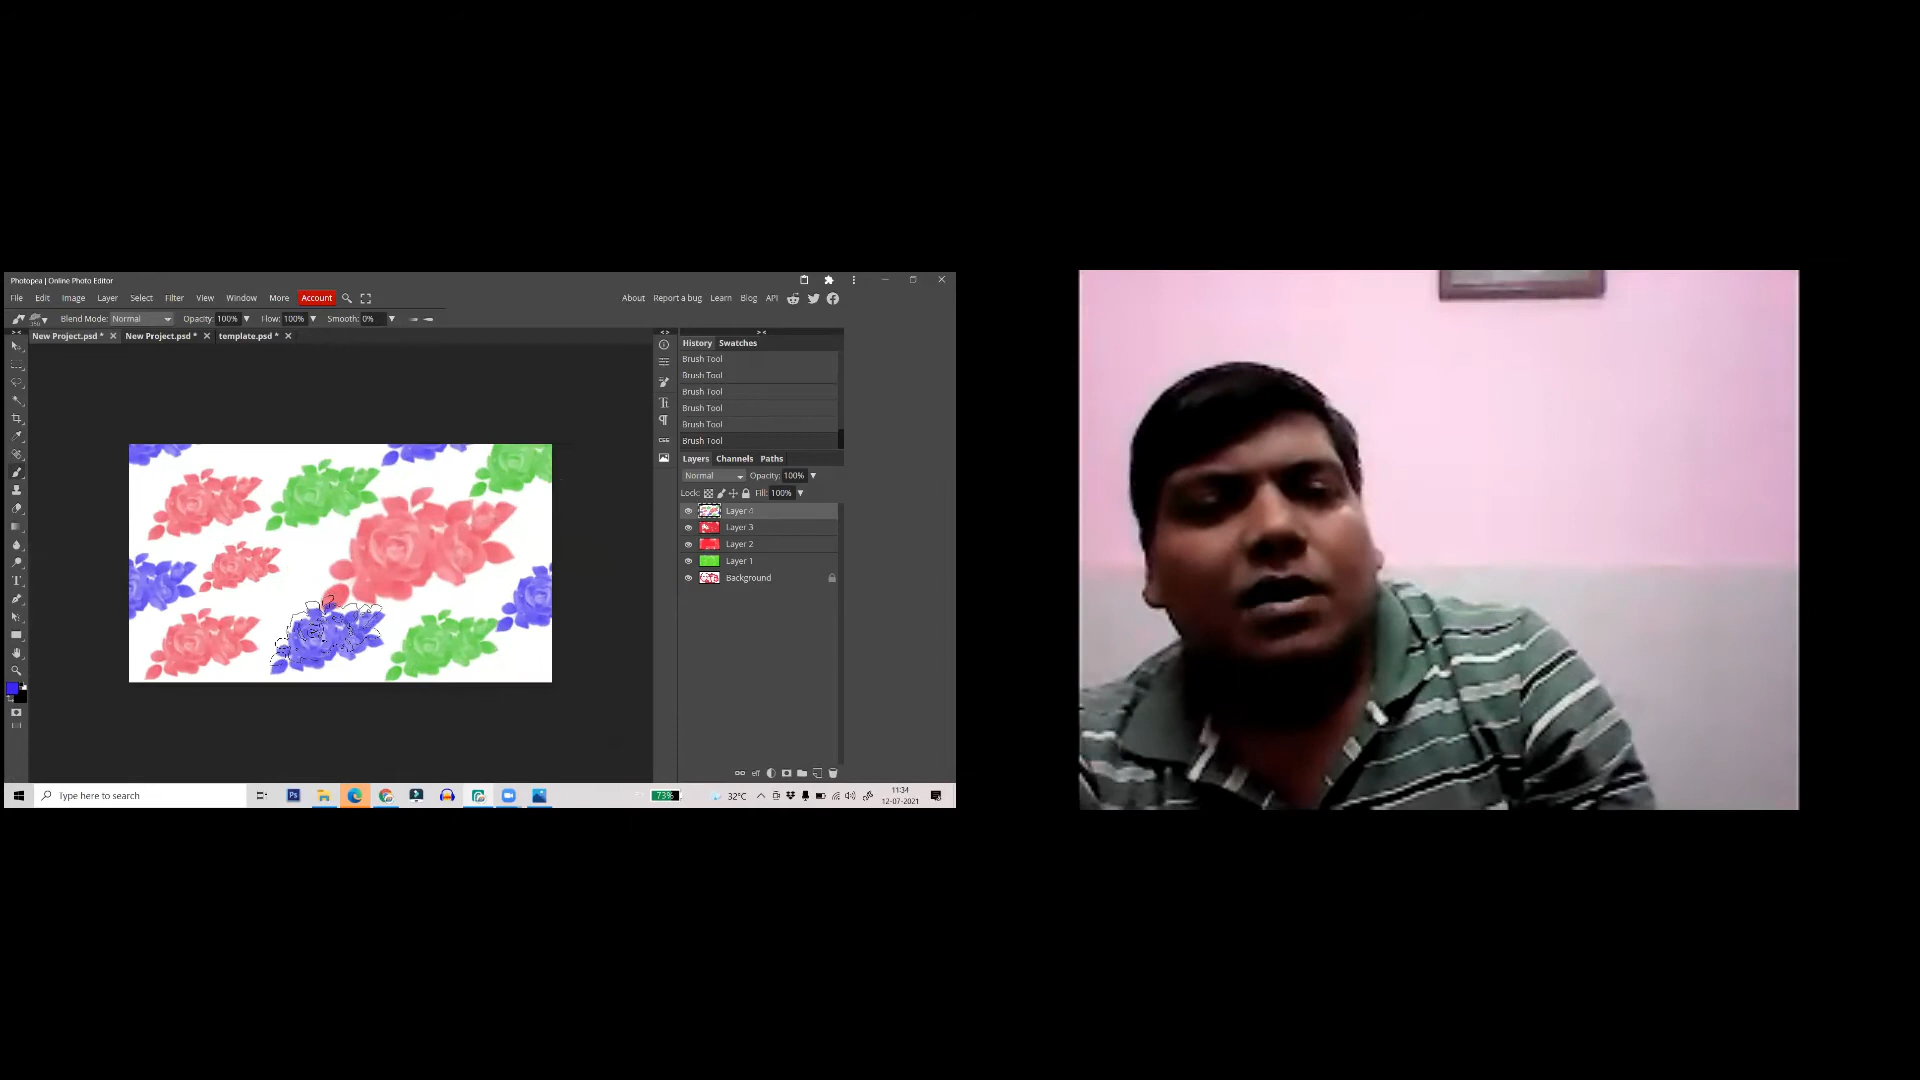 Photopea | Online Photo Editor
File Edit Image Layer Select Filter View Window More Account
About Report a bug Learn Blog API
Blend Mode: Normal Opacity: 100% Flow: 100% Smooth: 0%
New Project.psd * New Project.psd * template.psd *
History Swatches
Brush Tool
Brush Tool
Brush Tool
Brush Tool
Brush Tool
Brush Tool
Layers Channels Paths
Normal Opacity: 100%
Lock: Fill: 100%
Layer 4
Layer 3
Layer 2
Layer 1
Background
eff
Type here to search
Ps
73%
32°C
11:34
12-07-2021